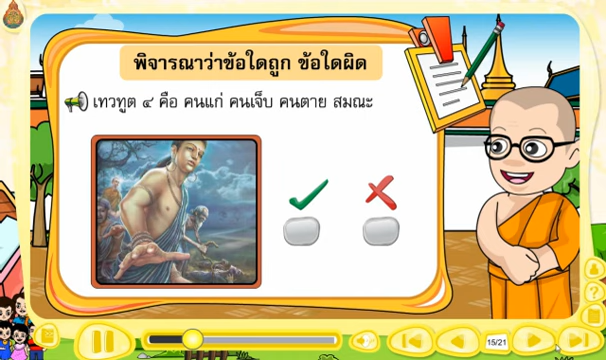 พิจารณาว่าข้อใดถูก ข้อใดผิด
เทวทูต ๔ คือ คนแก่ คนเจ็บ คนตาย สมณะ
15/21